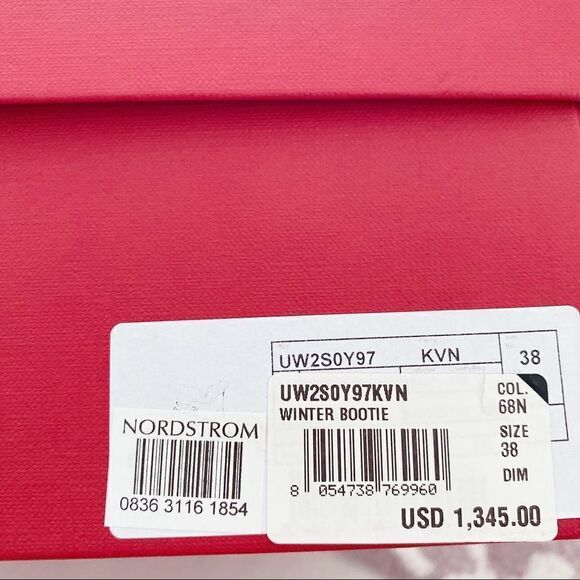 UW2S0Y97 KVN 38
UW2S0Y97KVN COL.
WINTER BOOTIE 68N
SIZE
38
DIM
8 054738 769960
USD 1,345.00
NORDSTROM
0836 3116 1854